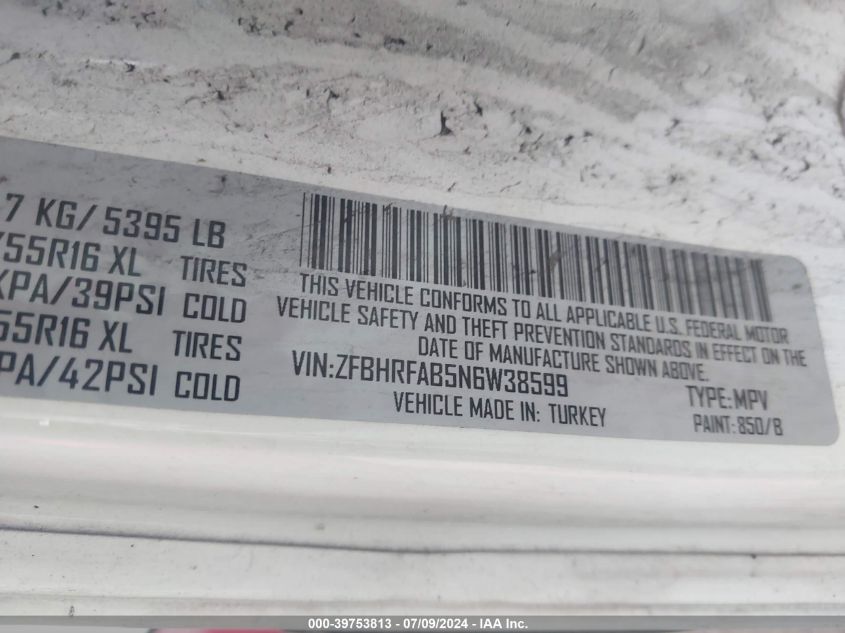 7 KG/5395 LB
/55R16 XL TIRES
KPA/39PSI COLD
55R16 XL TIRES
PA/42PSI COLD
THIS VEHICLE CONFORMS TO ALL APPLICABLE U.S. FEDERAL MOTOR
VEHICLE SAFETY AND THEFT PREVENTION STANDARDS IN EFFECT ON THE
DATE OF MANUFACTURE SHOWN ABOVE.
VIN:ZFBHRFAB5N6W38599
TYPE:MPV
VEHICLE MADE IN: TURKEY
PAINT:850/B
000-39753813 - 07/09/2024 - IAA Inc.